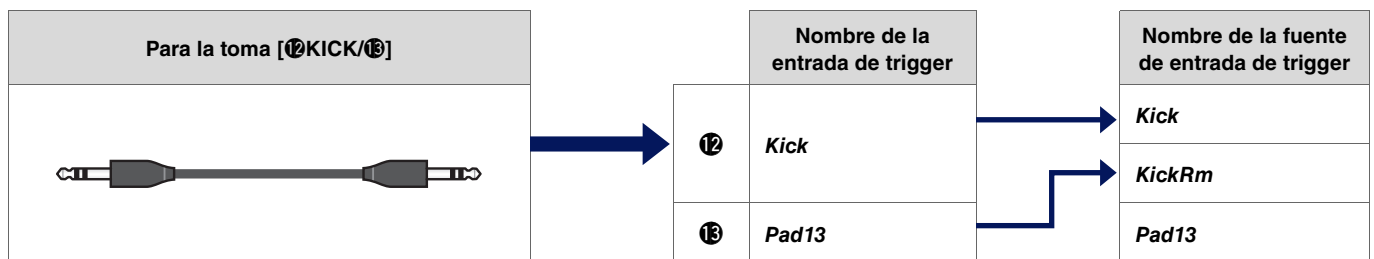 Para la toma [⓬KICK/⓭]
Nombre de la
entrada de trigger
Nombre de la fuente
de entrada de trigger
⓬ Kick
Kick
KickRm
⓭ Pad13
Pad13